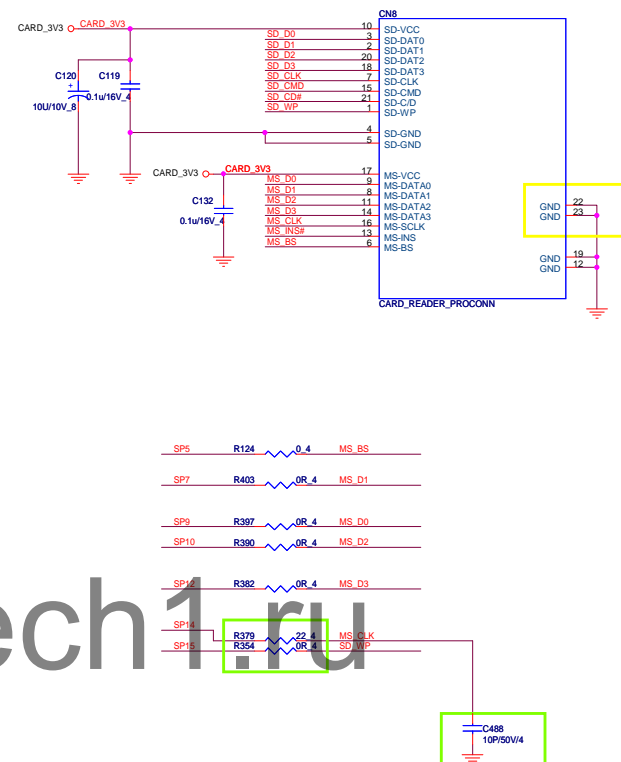 CN8
CARD_3V3 CARD_3V3 10 SD-VCC
SD_D0 3 SD-DAT0
SD_D1 2 SD-DAT1
SD_D2 20 SD-DAT2
SD_D3 18 SD-DAT3
SD_CLK 7 SD-CLK
SD_CMD 15 SD-CMD
SD_CD# 21 SD-C/D
SD_WP 1 SD-WP
C120 C119
+
0.1u/16V_4
10U/10V_8
4 SD-GND
5 SD-GND
CARD_3V3 CARD_3V3 17 MS-VCC
MS_D0 9 MS-DATA0
MS_D1 8 MS-DATA1
MS_D2 11 MS-DATA2
MS_D3 14 MS-DATA3
MS_CLK 16 MS-SCLK
MS_INS# 13 MS-INS
MS_BS 6 MS-BS
C132
0.1u/16V_4
GND 22
GND 23
GND 19
GND 12
CARD_READER_PROCONN
SP5 R124 0_4 MS_BS
SP7 R403 0R_4 MS_D1
SP9 R397 0R_4 MS_D0
SP10 R390 0R_4 MS_D2
SP12 R382 0R_4 MS_D3
SP14 R379 22_4 MS_CLK
SP15 R354 0R_4 SD_WP
ech1.ru
C488
10P/50V/4